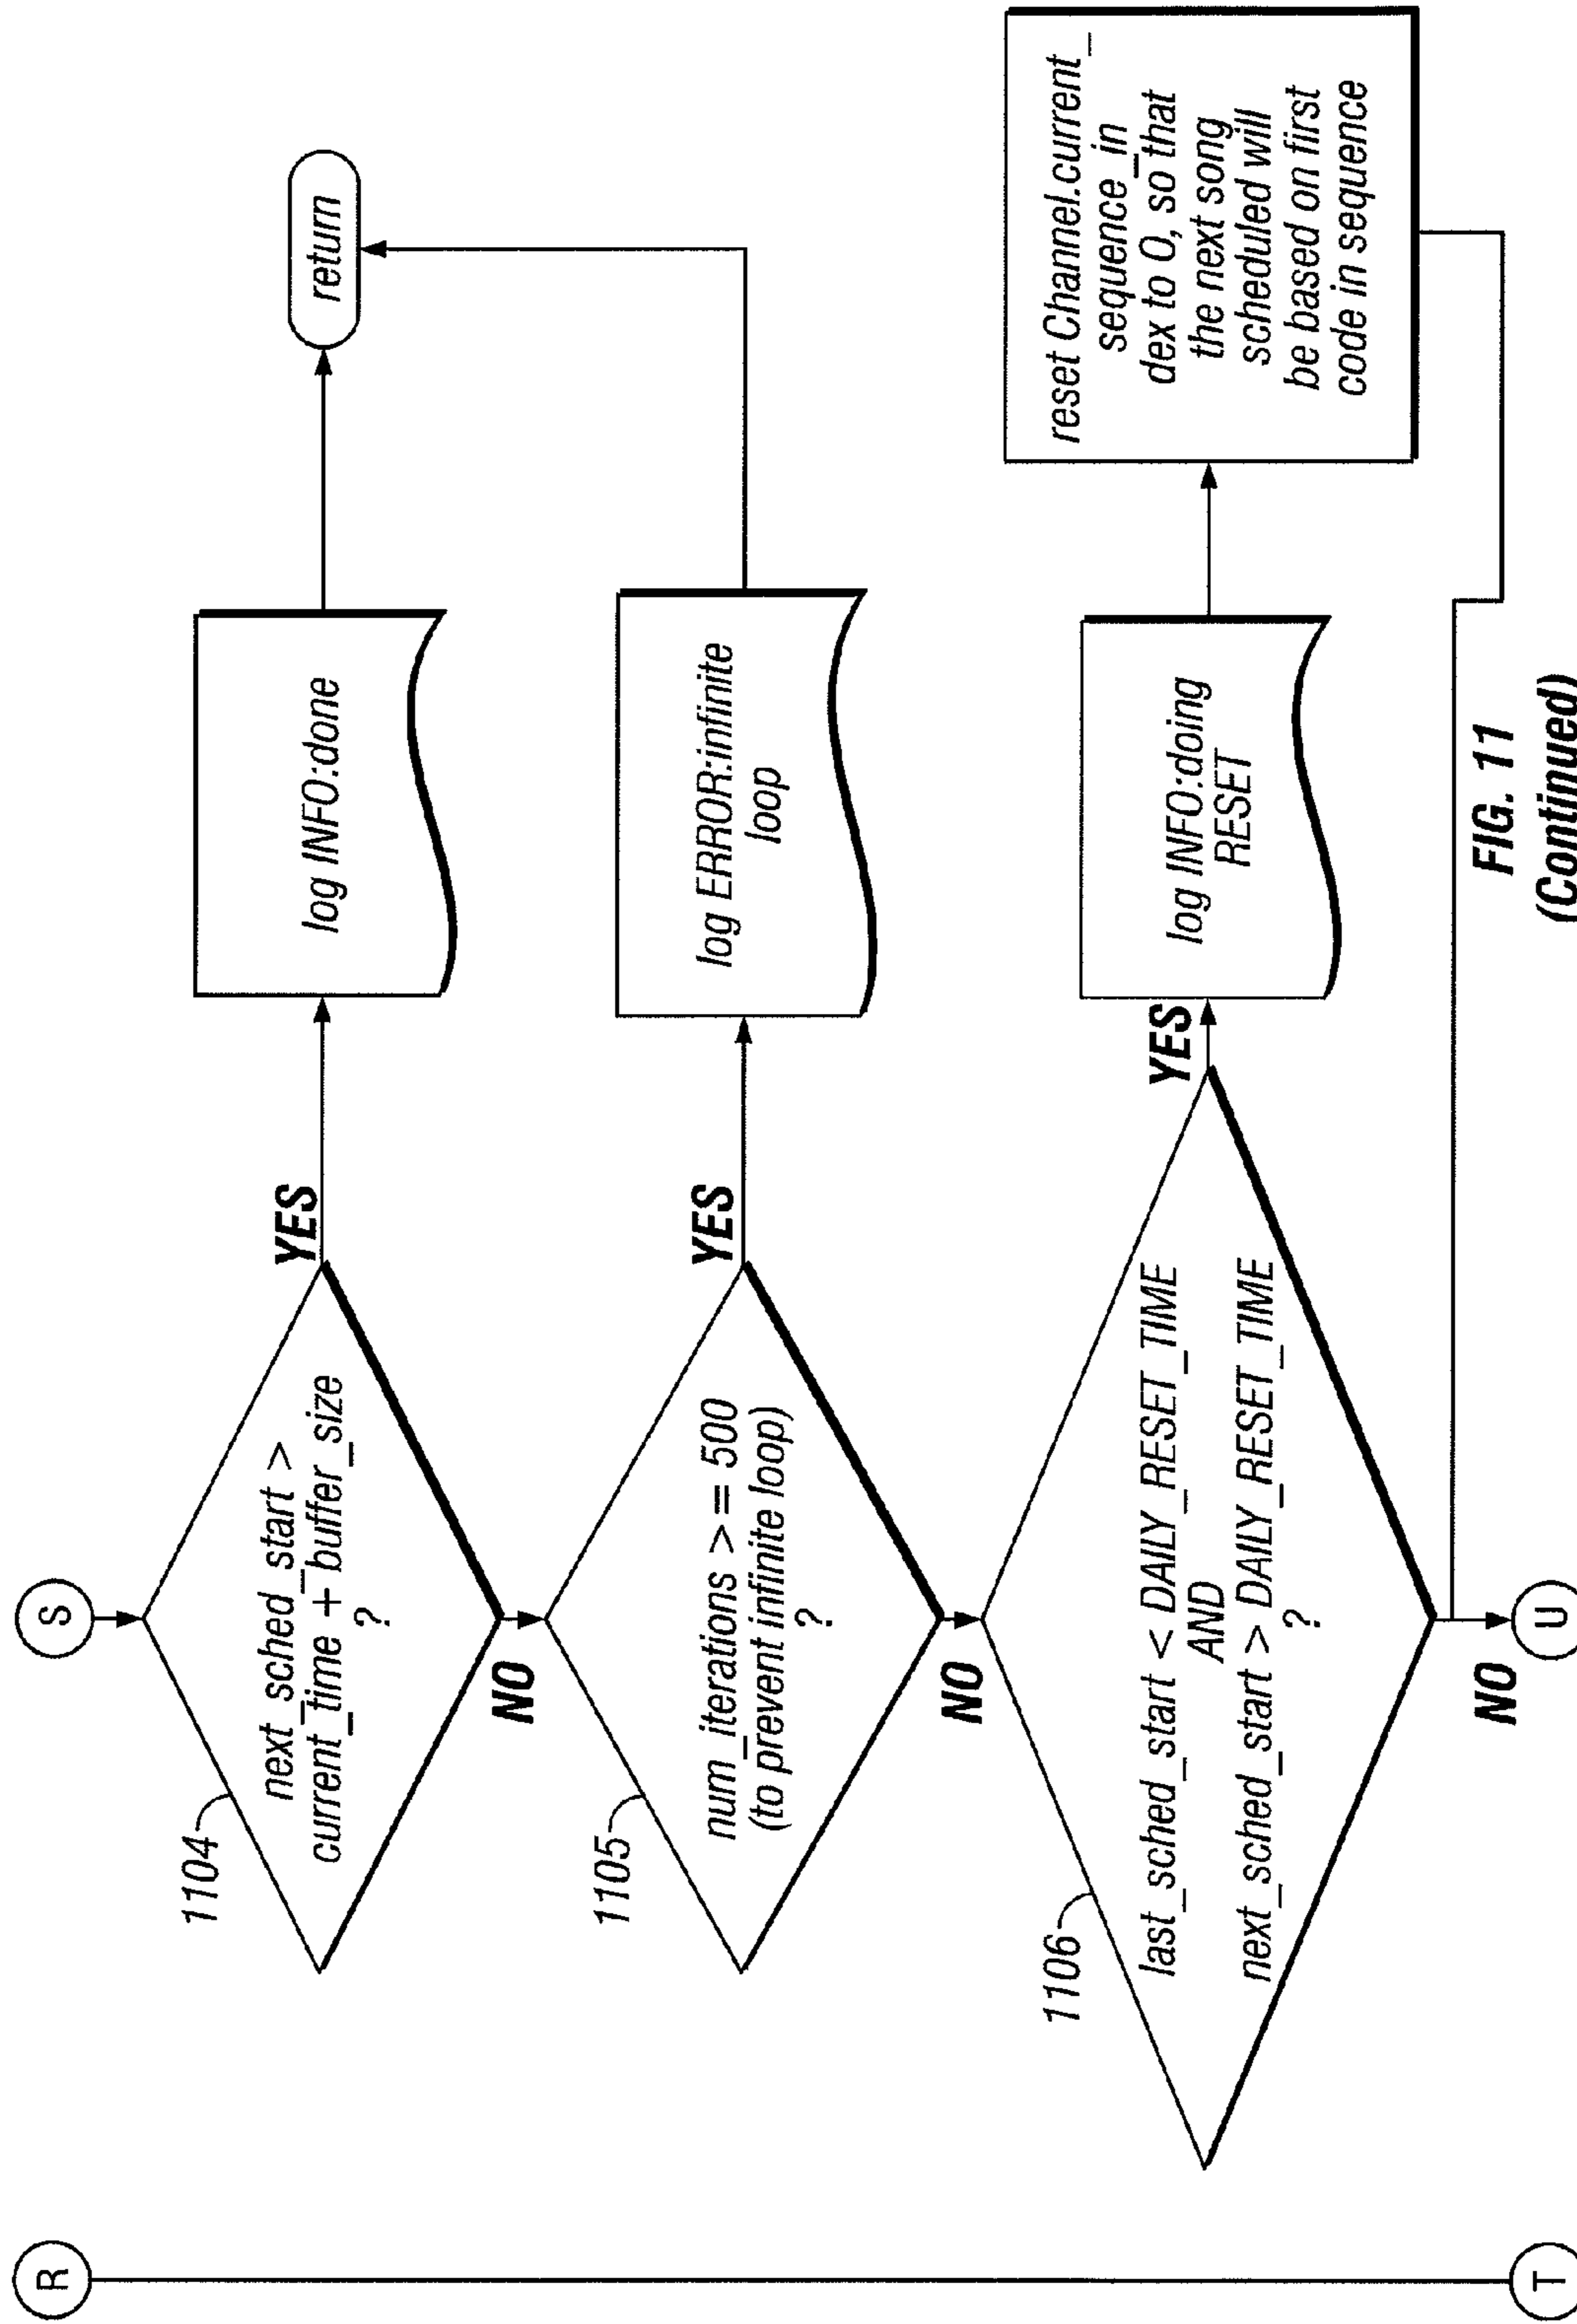 R
S
1104
next_sched_start >
current_time + buffer_size
?
YES
log INFO:done
return
NO
1105
num_iterations > = 500
(to prevent infinite loop)
?
YES
log ERROR:infinite
loop
NO
1106
last_sched_start < DAILY_RESET_TIME
AND
next_sched_start > DAILY_RESET_TIME
?
YES
log INFO:doing
RESET
reset Channel.current_
sequence_in
dex to 0, so that
the next song
scheduled will
be based on first
code in sequence
NO
T
U
FIG. 11
(Continued)